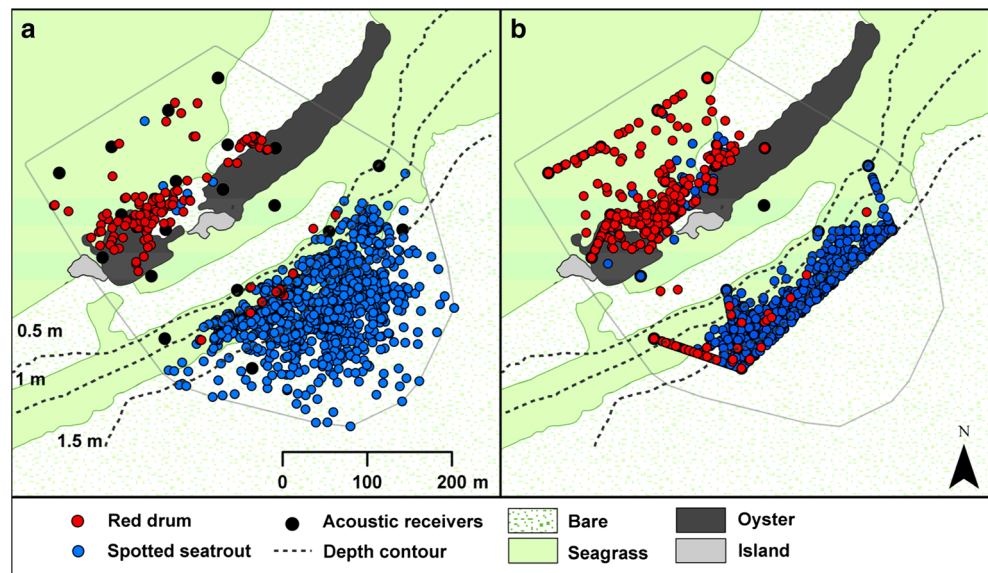 a
b
0.5 m
1 m
1.5 m
0 100 200 m
N
Red drum
Acoustic receivers
Bare
Oyster
Spotted seatrout
Depth contour
Seagrass
Island